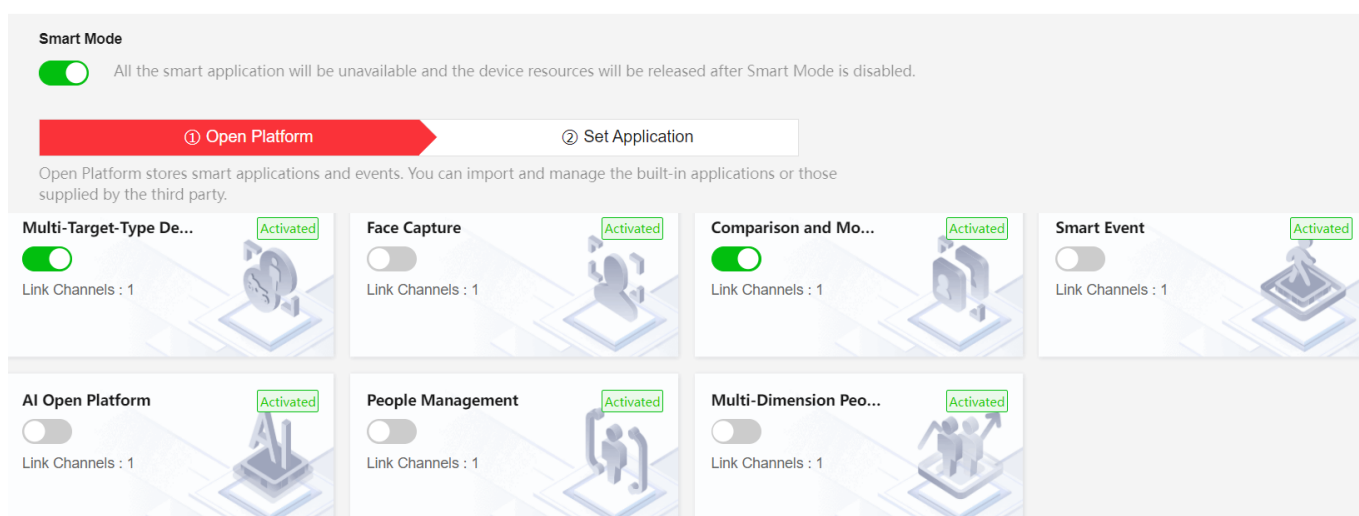 Smart Mode
All the smart application will be unavailable and the device resources will be released after Smart Mode is disabled.
① Open Platform
② Set Application
Open Platform stores smart applications and events. You can import and manage the built-in applications or those
supplied by the third party.
Multi-Target-Type De... Activated
Link Channels : 1
Face Capture Activated
Link Channels : 1
Comparison and Mo... Activated
Link Channels : 1
Smart Event Activated
Link Channels : 1
AI Open Platform Activated
Link Channels : 1
People Management Activated
Link Channels : 1
Multi-Dimension Peo... Activated
Link Channels : 1